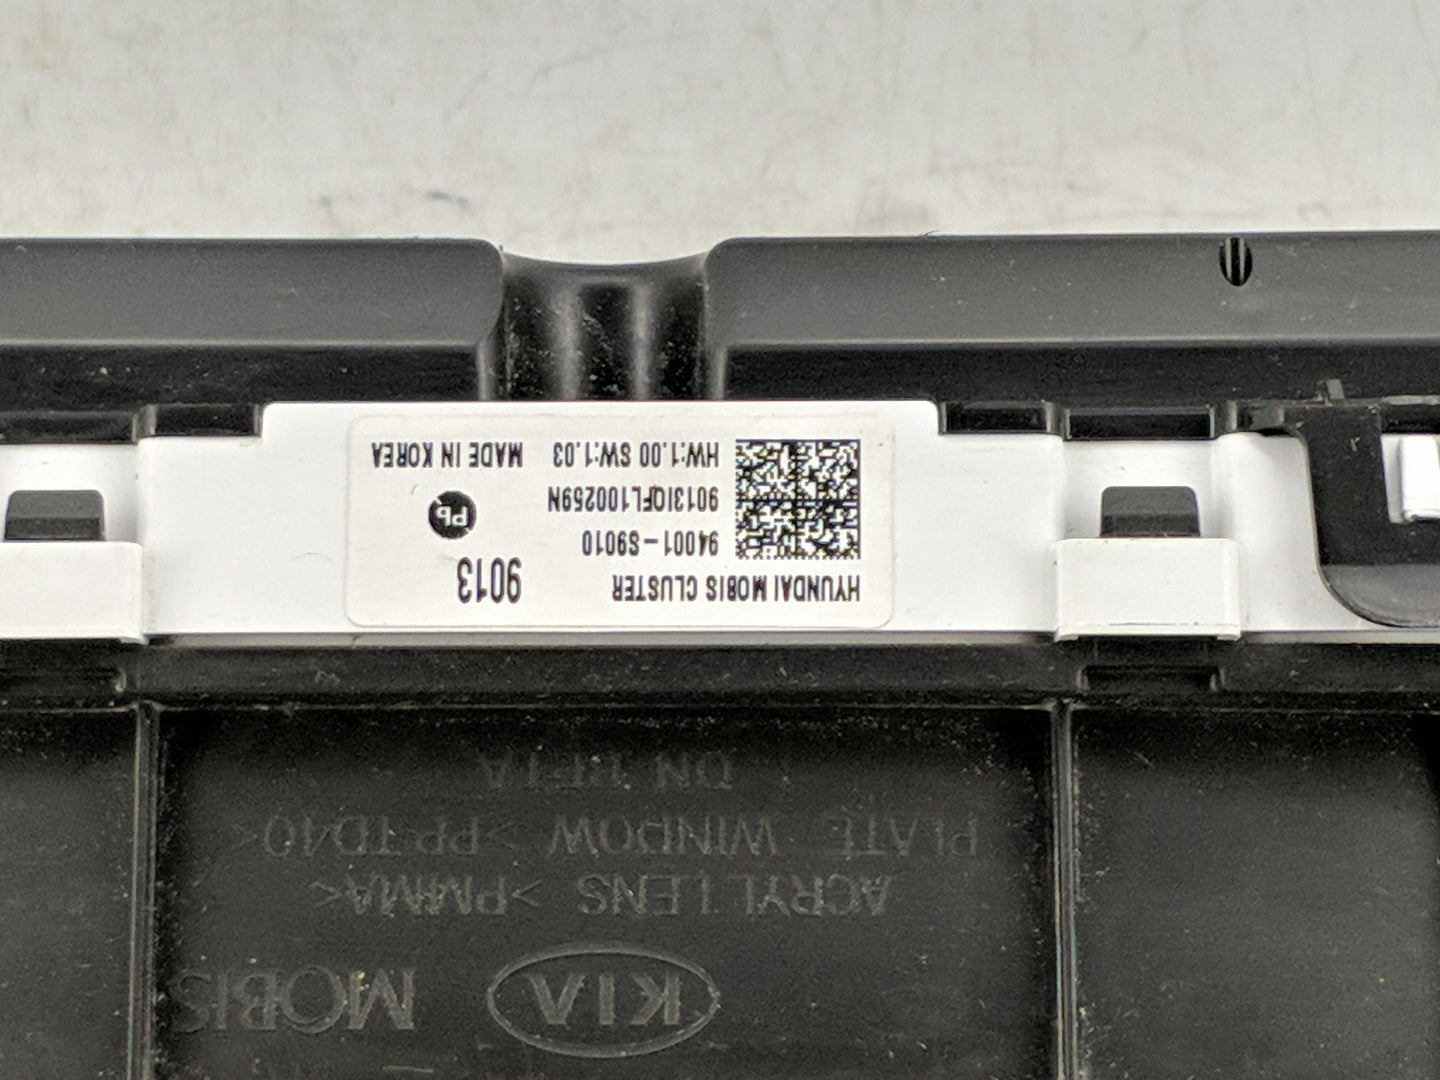 KIA MOBIS
ACRYL LENS >PMMA<
PLATE WINDOW >PP-TD40<
HYUNDAI MOBIS CLUSTER
9013
94001-S9010
Pb
9013IQFL100259N
HW:1.00 SW:1.03 MADE IN KOREA